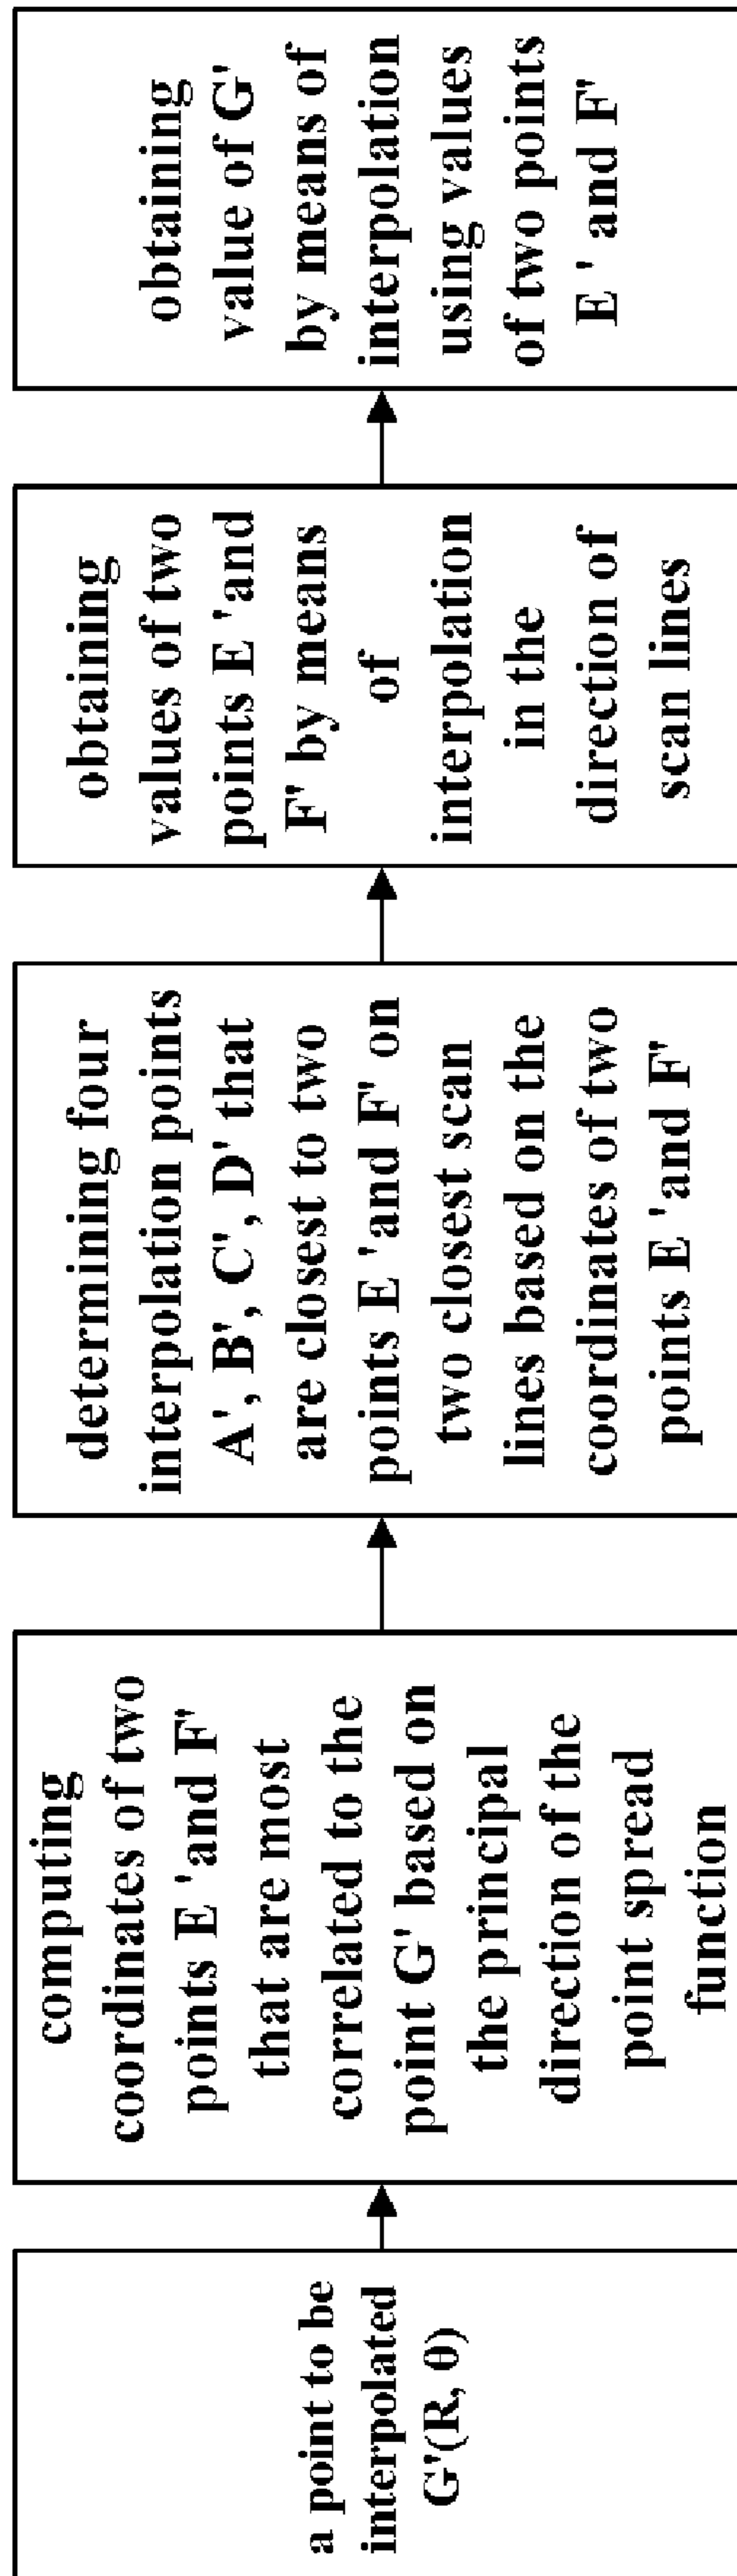 a point to be
interpolated
G'(R, θ)
computing
coordinates of two
points E 'and F'
that are most
correlated to the
point G' based on
the principal
direction of the
point spread
function
determining four
interpolation points
A', B', C', D' that
are closest to two
points E 'and F' on
two closest scan
lines based on the
coordinates of two
points E 'and F'
obtaining
values of two
points E 'and
F' by means
of
interpolation
in the
direction of
scan lines
obtaining
value of G'
by means of
interpolation
using values
of two points
E ' and F'